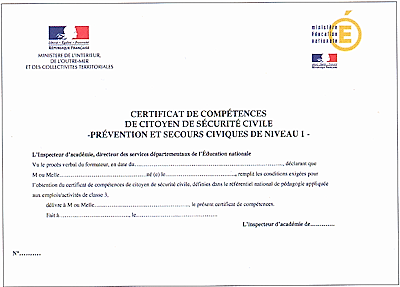 Liberté • Égalité • Fraternité
RÉPUBLIQUE FRANÇAISE
MINISTÈRE DE L'INTÉRIEUR,
DE L'OUTRE-MER
ET DES COLLECTIVITÉS TERRITORIALES
ministère
éducation
nationale
CERTIFICAT DE COMPÉTENCES
DE CITOYEN DE SÉCURITÉ CIVILE
-PRÉVENTION ET SECOURS CIVIQUES DE NIVEAU 1 -
L'Inspecteur d'académie, directeur des services départementaux de l'Éducation nationale
Vu le procès verbal du formateur, en date du..................................................., déclarant que
M ou Melle.............................né (e) le..............................., remplit les conditions exigées pour
l'obtention du certificat de compétences de citoyen de sécurité civile, définies dans le référentiel national de pédagogie appliquée
aux emplois/activités de classe 3,
délivre à M ou Melle..............................................., le présent certificat de compétences.
Fait à ............................, le...............................
L'inspecteur d'académie de............
N°..........